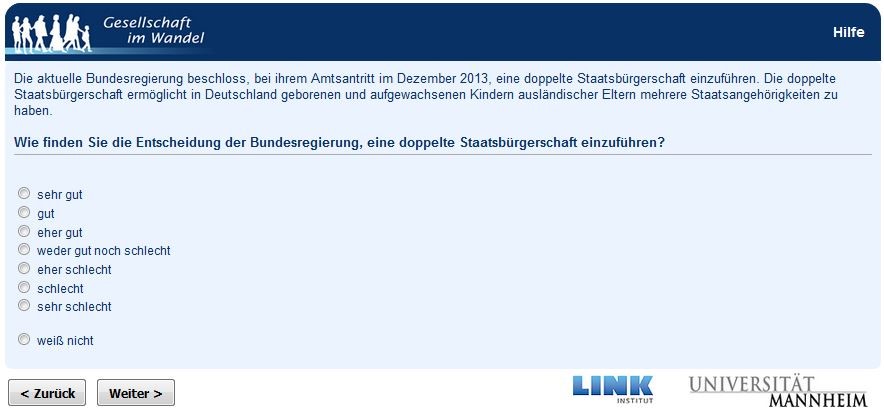 Gesellschaft
im Wandel
Hilfe
Die aktuelle Bundesregierung beschloss, bei ihrem Amtsantritt im Dezember 2013, eine doppelte Staatsbürgerschaft einzuführen. Die doppelte
Staatsbürgerschaft ermöglicht in Deutschland geborenen und aufgewachsenen Kindern ausländischer Eltern mehrere Staatsangehörigkeiten zu
haben.
Wie finden Sie die Entscheidung der Bundesregierung, eine doppelte Staatsbürgerschaft einzuführen?
sehr gut
gut
eher gut
weder gut noch schlecht
eher schlecht
schlecht
sehr schlecht
weiß nicht
< Zurück
Weiter >
LINK
INSTITUT
UNIVERSITÄT
MANNHEIM